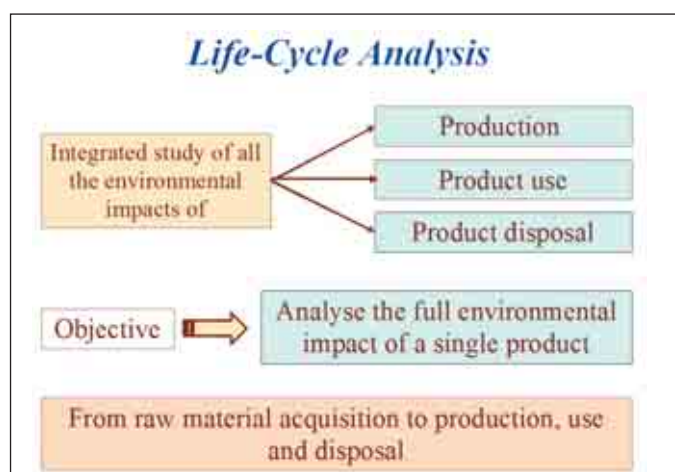 Life-Cycle Analysis
Integrated study of all
the environmental
impacts of
Production
Product use
Product disposal
Objective
Analyse the full environmental
impact of a single product
From raw material acquisition to production, use
and disposal